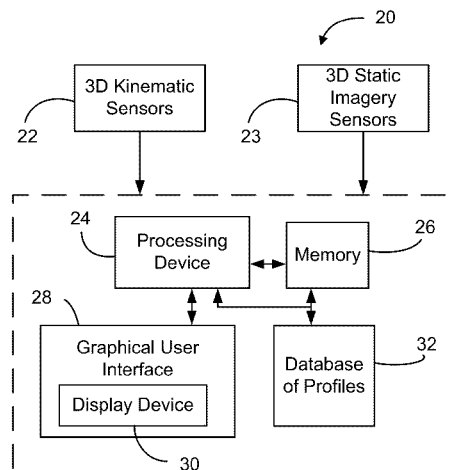 20
3D Kinematic
Sensors
22
3D Static
Imagery
Sensors
23
24
Processing
Device
Memory
26
28
Graphical User
Interface
Display Device
30
Database
of Profiles
32